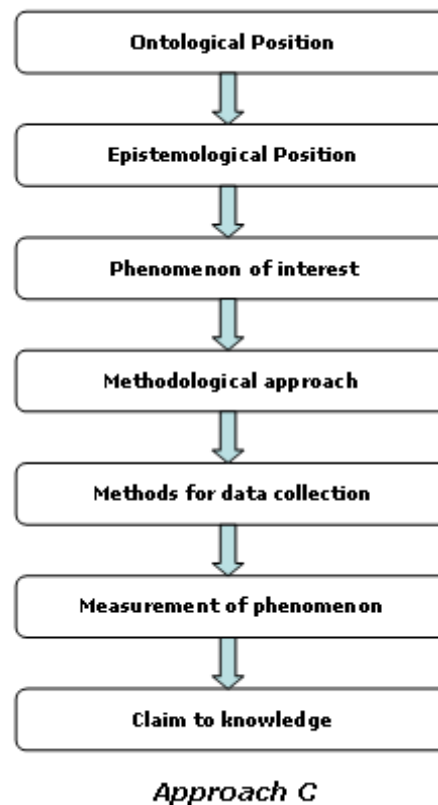 Ontological Position
Epistemological Position
Phenomenon of interest
Methodological approach
Methods for data collection
Measurement of phenomenon
Claim to knowledge
Approach C